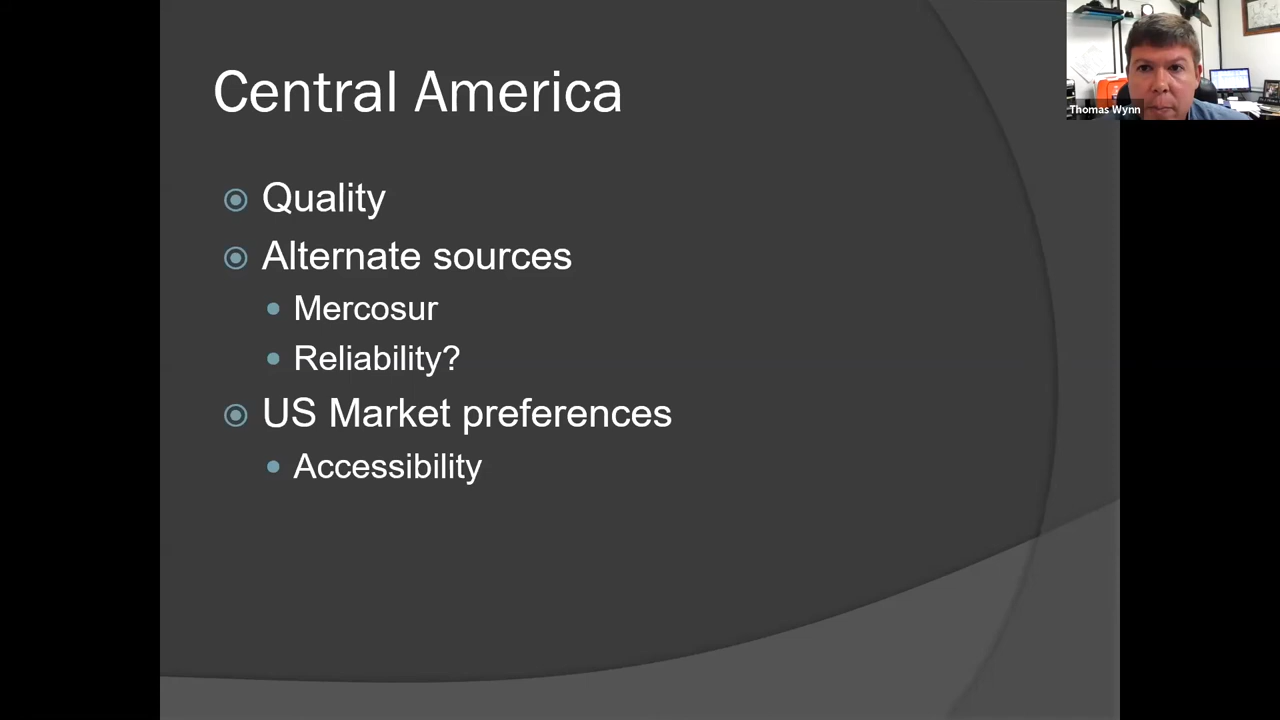 Central America
Quality
Alternate sources
Mercosur
Reliability?
US Market preferences
Accessibility
Thomas Wynn